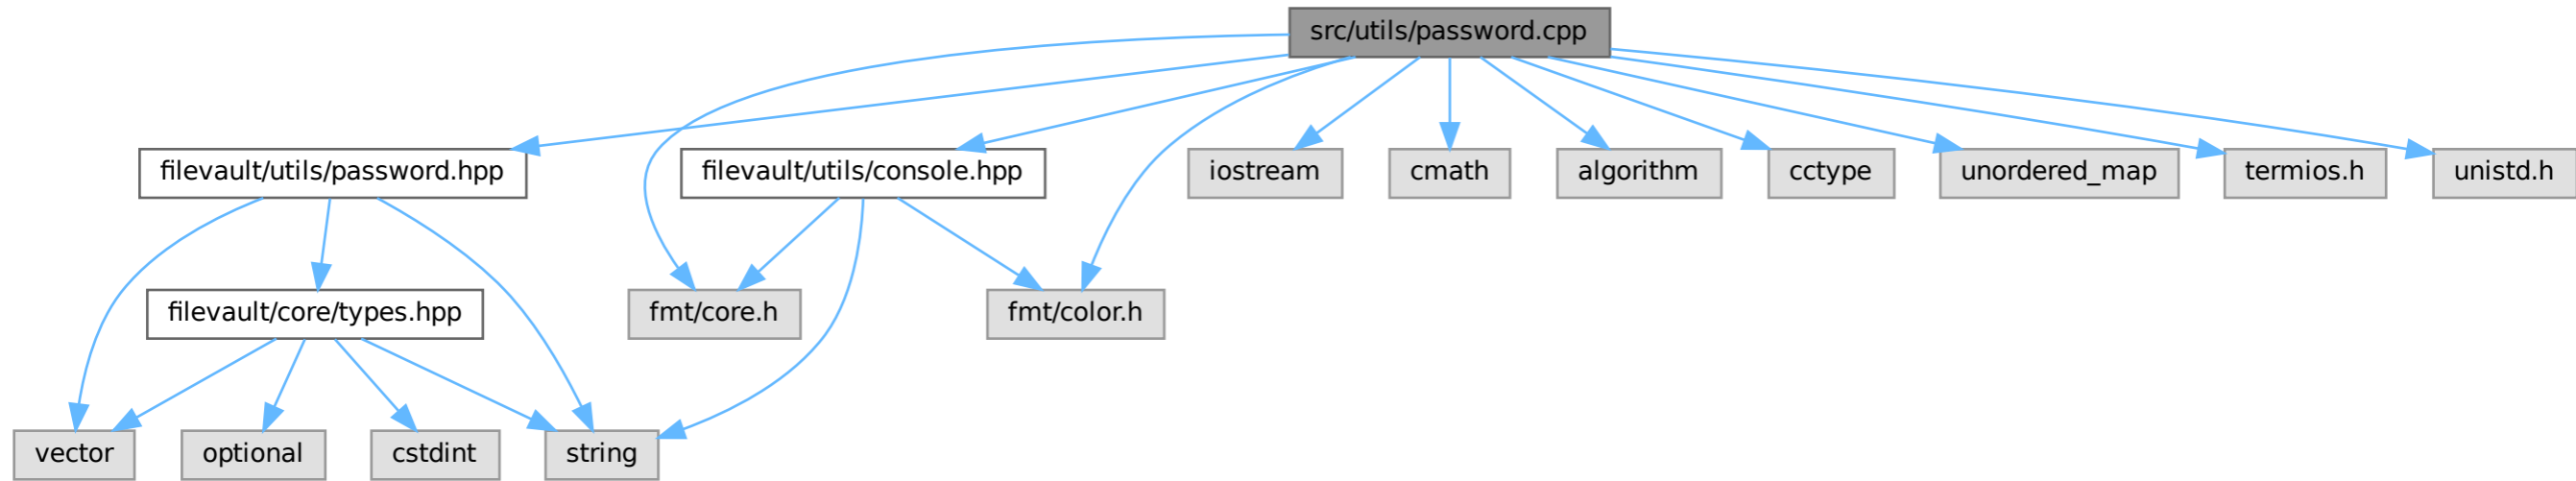 src/utils/password.cpp
filevault/utils/password.hpp
filevault/utils/console.hpp
iostream
cmath
algorithm
cctype
unordered_map
termios.h
unistd.h
filevault/core/types.hpp
fmt/core.h
fmt/color.h
vector
optional
cstdint
string